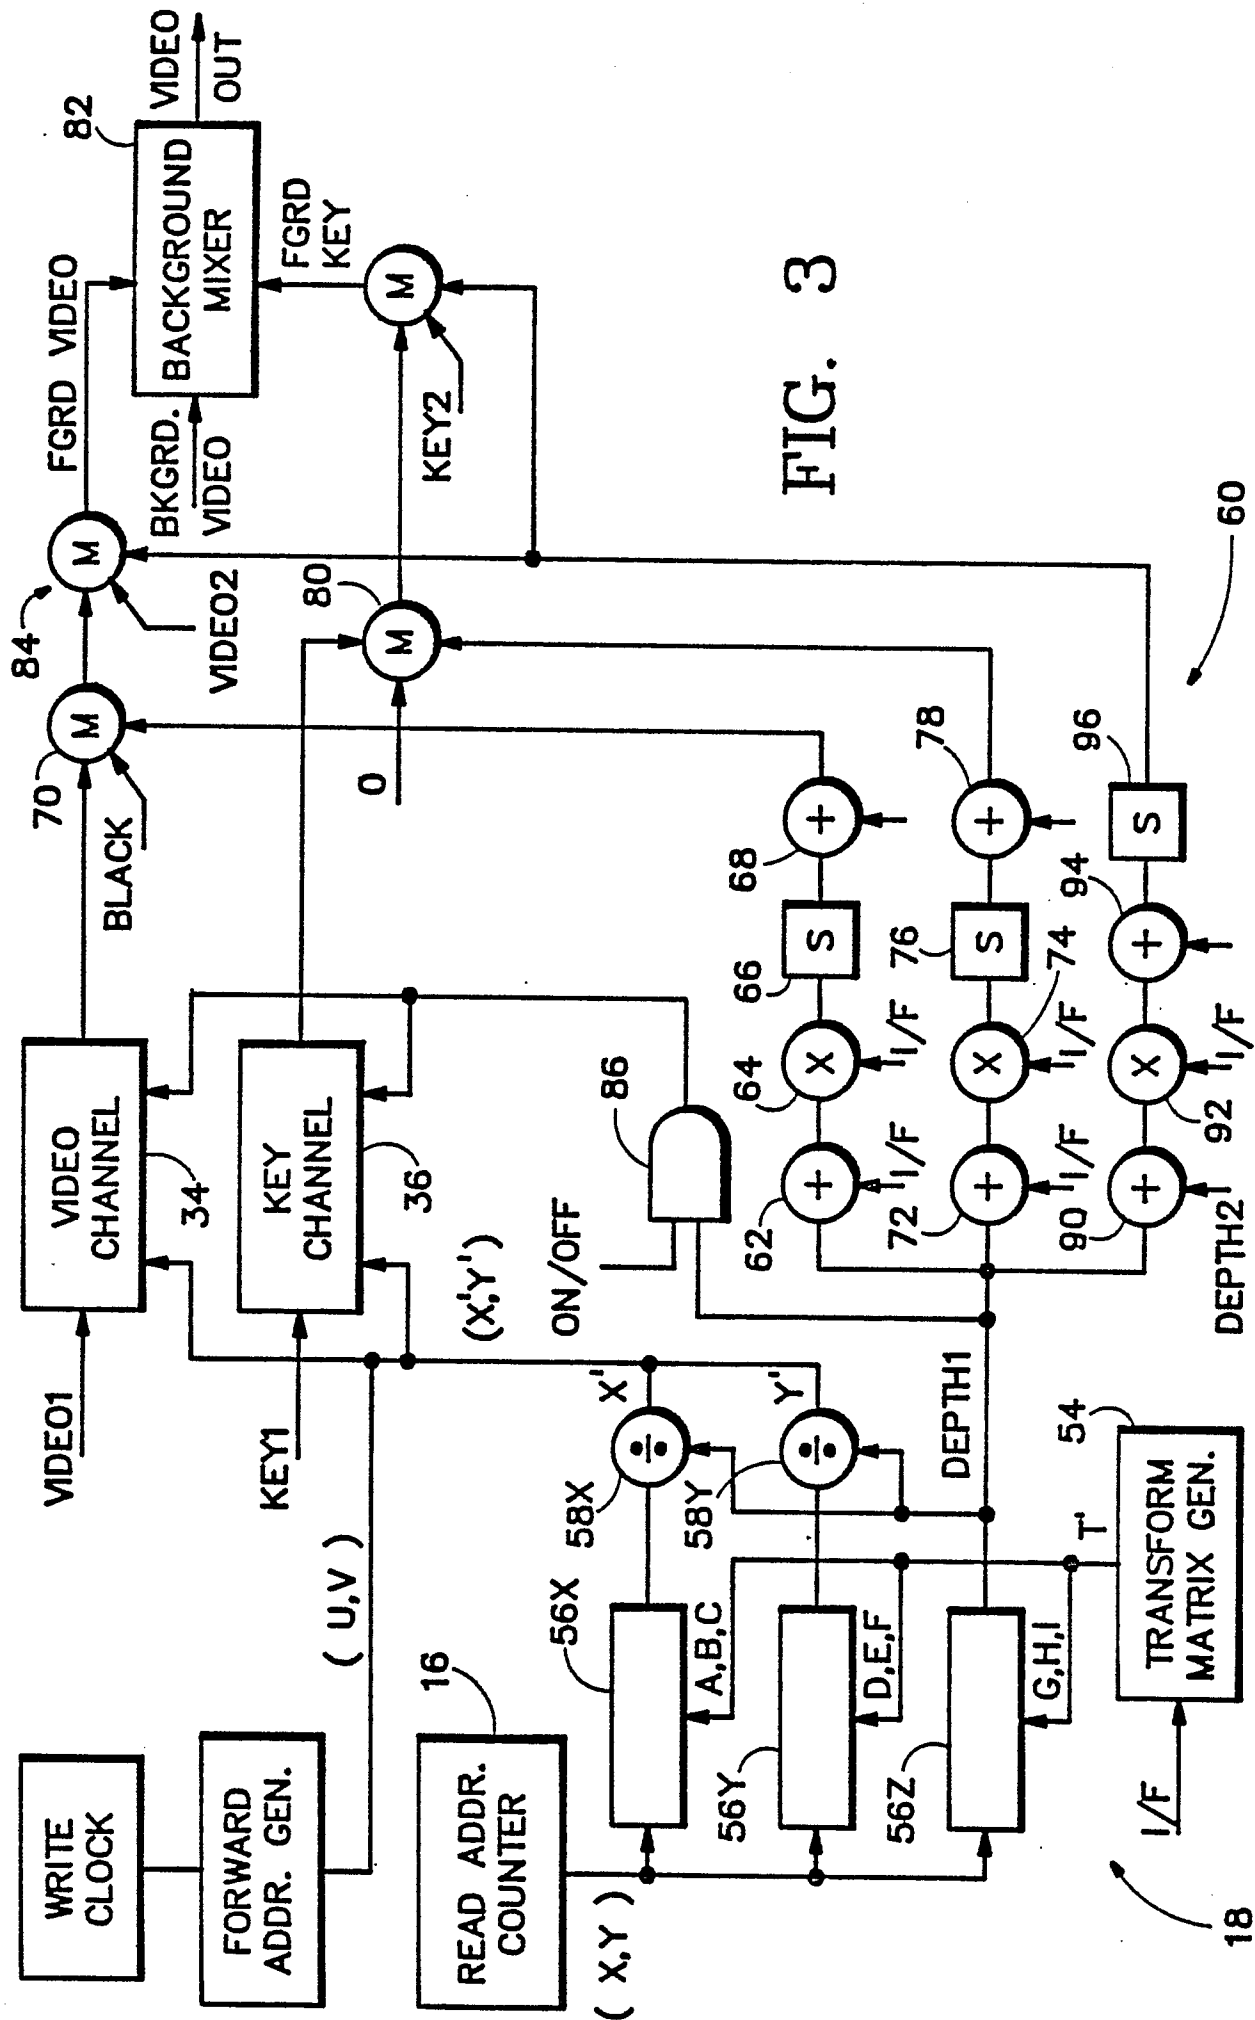 WRITE
CLOCK
FORWARD
ADDR. GEN.
( U,V )
READ ADDR.
COUNTER
16
( X,Y )
VIDEO1
VIDEO
CHANNEL
34
KEY1
KEY
CHANNEL
36
(X',Y')
ON/OFF
86
56X
A,B,C
58X
÷
X'
56Y
D,E,F
58Y
÷
Y'
56Z
G,H,I
DEPTH1
T'
54
TRANSFORM
MATRIX GEN.
I/F
18
62
+
I/F
64
X
I/F
66
S
68
+
72
+
I/F
74
X
I/F
76
S
78
+
90
+
DEPTH2
92
X
I/F
94
+
96
S
60
70
M
BLACK
84
M
VIDEO2
FGRD VIDEO
80
M
0
KEY2
M
FGRD
KEY
BKGRD.
VIDEO
BACKGROUND
MIXER
82
VIDEO
OUT
FIG. 3